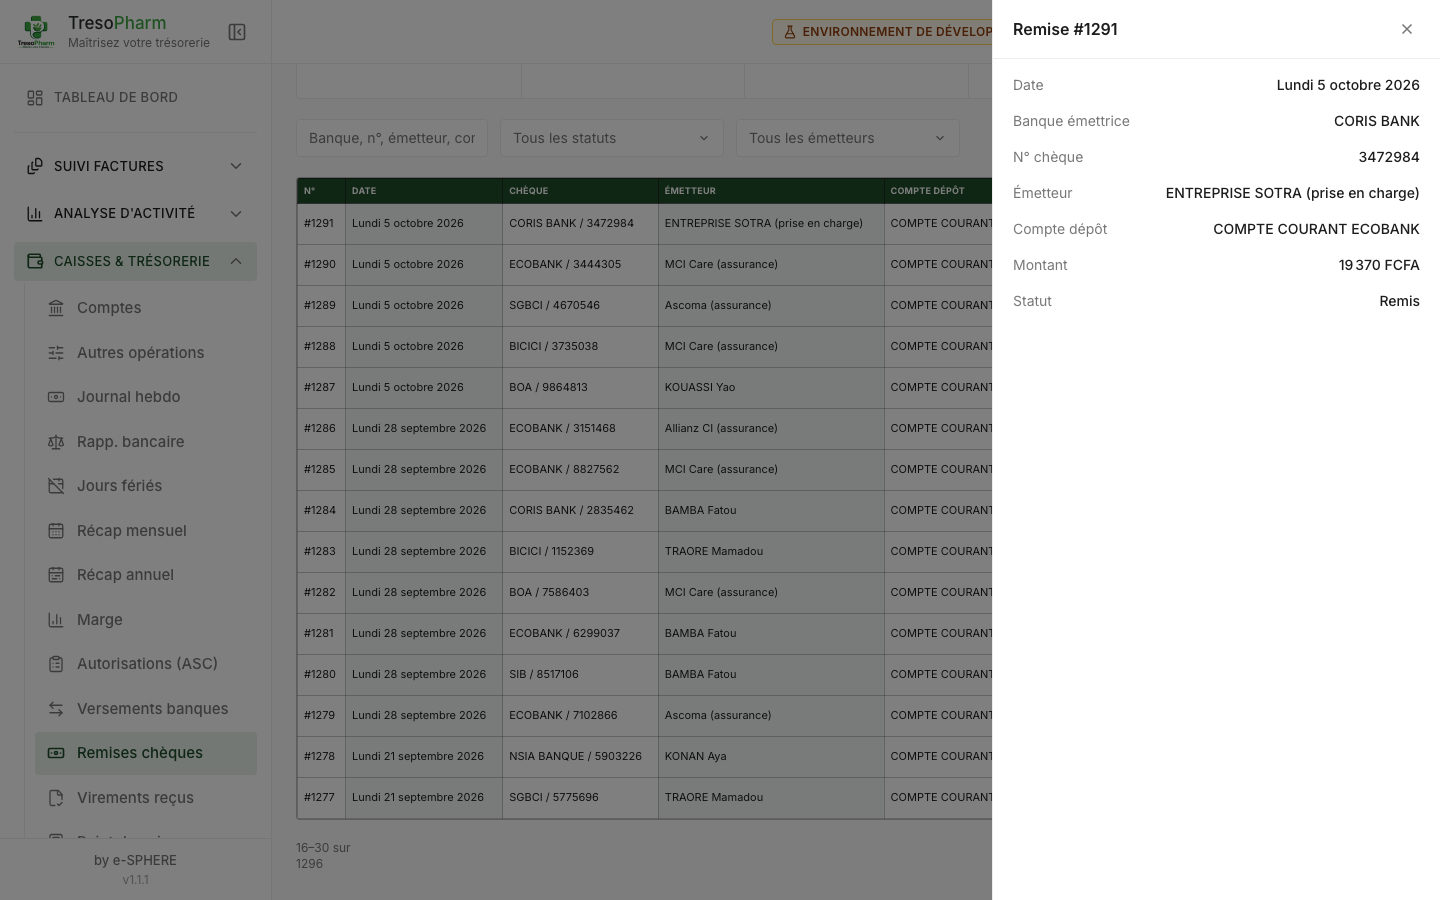 TresoPharm
Maîtrisez votre trésorerie
TresoPharm
TABLEAU DE BORD
SUIVI FACTURES
ANALYSE D'ACTIVITÉ
CAISSES & TRÉSORERIE
Comptes
Autres opérations
Journal hebdo
Rapp. bancaire
Jours fériés
Récap mensuel
Récap annuel
Marge
Autorisations (ASC)
Versements banques
Remises chèques
Virements reçus
by e-SPHERE
v1.1.1
ENVIRONNEMENT DE DÉVELOP
Banque, n°, émetteur, cor
Tous les statuts
Tous les émetteurs
N° DATE CHÈQUE ÉMETTEUR COMPTE DÉPÔT
#1291 Lundi 5 octobre 2026 CORIS BANK / 3472984 ENTREPRISE SOTRA (prise en charge) COMPTE COURANT
#1290 Lundi 5 octobre 2026 ECOBANK / 3444305 MCI Care (assurance) COMPTE COURANT
#1289 Lundi 5 octobre 2026 SGBCI / 4670546 Ascoma (assurance) COMPTE COURANT
#1288 Lundi 5 octobre 2026 BICICI / 3735038 MCI Care (assurance) COMPTE COURANT
#1287 Lundi 5 octobre 2026 BOA / 9864813 KOUASSI Yao COMPTE COURANT
#1286 Lundi 28 septembre 2026 ECOBANK / 3151468 Allianz CI (assurance) COMPTE COURANT
#1285 Lundi 28 septembre 2026 ECOBANK / 8827562 MCI Care (assurance) COMPTE COURANT
#1284 Lundi 28 septembre 2026 CORIS BANK / 2835462 BAMBA Fatou COMPTE COURANT
#1283 Lundi 28 septembre 2026 BICICI / 1152369 TRAORE Mamadou COMPTE COURANT
#1282 Lundi 28 septembre 2026 BOA / 7586403 MCI Care (assurance) COMPTE COURANT
#1281 Lundi 28 septembre 2026 ECOBANK / 6299037 BAMBA Fatou COMPTE COURANT
#1280 Lundi 28 septembre 2026 SIB / 8517106 BAMBA Fatou COMPTE COURANT
#1279 Lundi 28 septembre 2026 ECOBANK / 7102866 Ascoma (assurance) COMPTE COURANT
#1278 Lundi 21 septembre 2026 NSIA BANQUE / 5903226 KONAN Aya COMPTE COURANT
#1277 Lundi 21 septembre 2026 SGBCI / 5775696 TRAORE Mamadou COMPTE COURANT
16–30 sur
1296
Remise #1291
Date Lundi 5 octobre 2026
Banque émettrice CORIS BANK
N° chèque 3472984
Émetteur ENTREPRISE SOTRA (prise en charge)
Compte dépôt COMPTE COURANT ECOBANK
Montant 19 370 FCFA
Statut Remis